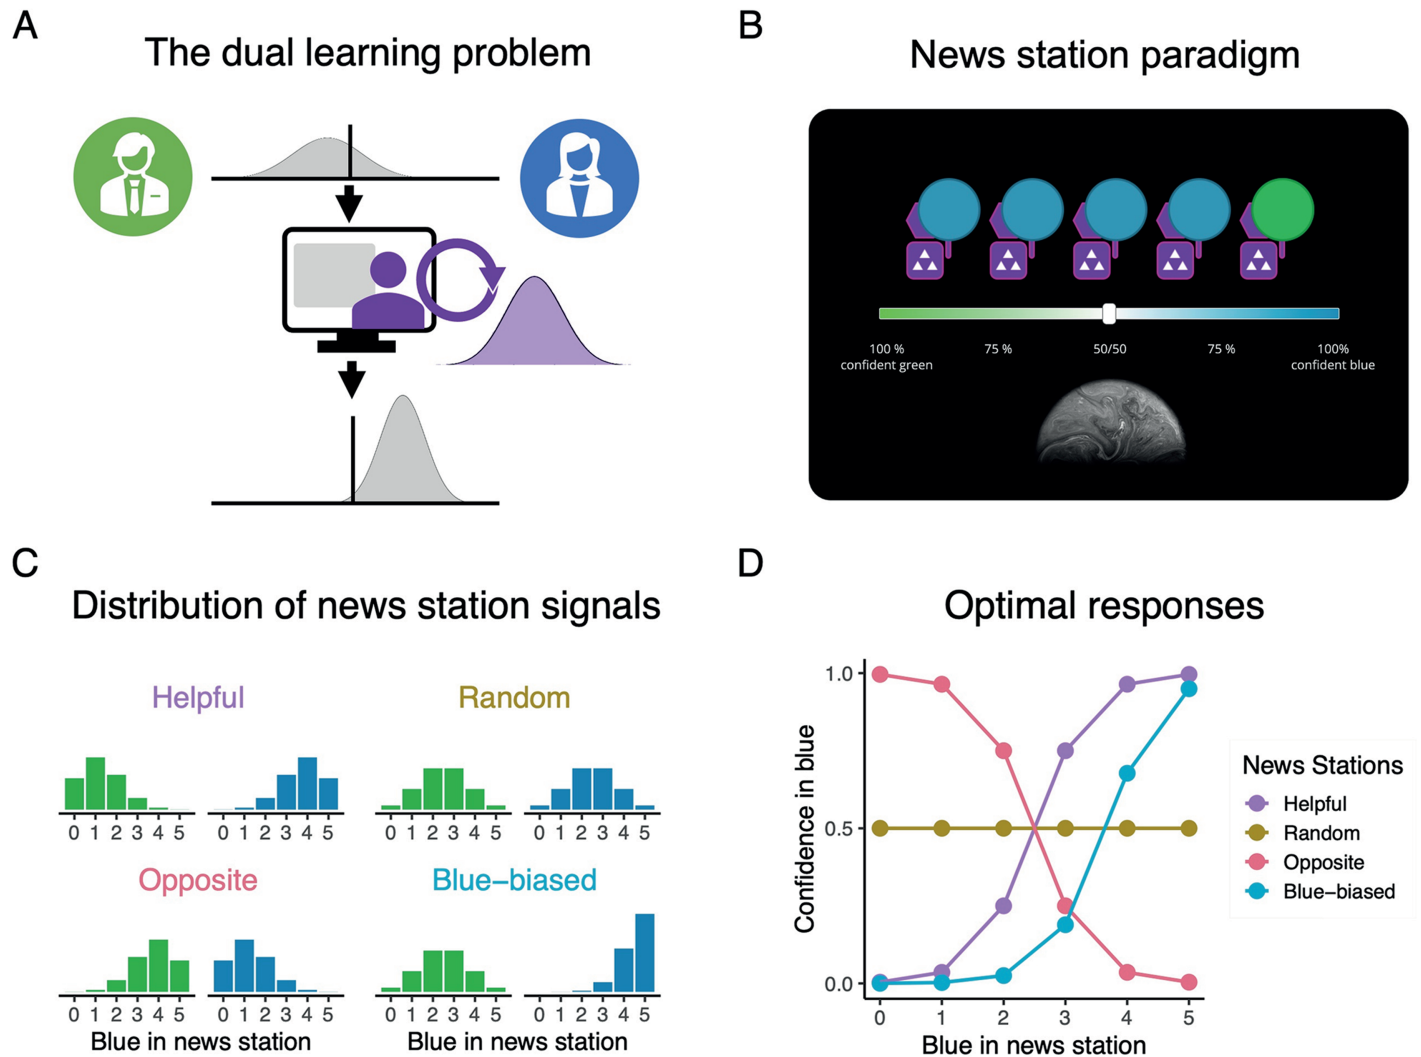 A
The dual learning problem
B
News station paradigm
100 %
confident green
75 %
50/50
75 %
100%
confident blue
C
Distribution of news station signals
Helpful
Random
0 1 2 3 4 5
0 1 2 3 4 5
0 1 2 3 4 5
0 1 2 3 4 5
Opposite
Blue–biased
0 1 2 3 4 5
0 1 2 3 4 5
0 1 2 3 4 5
0 1 2 3 4 5
Blue in news station
Blue in news station
D
Optimal responses
Confidence in blue
1.0
0.5
0.0
0 1 2 3 4 5
Blue in news station
News Stations
Helpful
Random
Opposite
Blue–biased